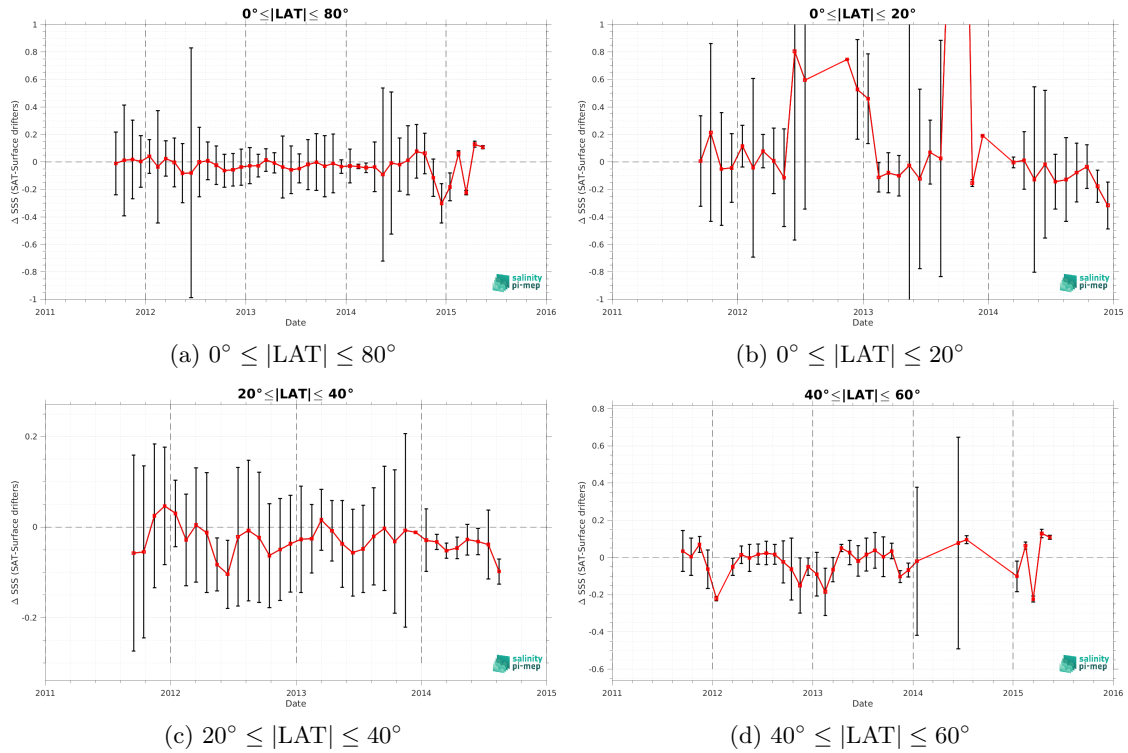 0°≤|LAT|≤ 80°
1
0.8
0.6
0.4
0.2
0
-0.2
-0.4
-0.6
-0.8
-1
Δ SSS (SAT-Surface drifters)
2011 2012 2013 2014 2015 2016
Date
salinity
pi-mep
(a) 0° ≤ |LAT| ≤ 80°
0°≤|LAT|≤ 20°
1
0.8
0.6
0.4
0.2
0
-0.2
-0.4
-0.6
-0.8
-1
Δ SSS (SAT-Surface drifters)
2011 2012 2013 2014 2015
Date
salinity
pi-mep
(b) 0° ≤ |LAT| ≤ 20°
20°≤|LAT|≤ 40°
0.2
0
-0.2
Δ SSS (SAT-Surface drifters)
2011 2012 2013 2014 2015
Date
salinity
pi-mep
(c) 20° ≤ |LAT| ≤ 40°
40°≤|LAT|≤ 60°
0.8
0.6
0.4
0.2
0
-0.2
-0.4
-0.6
Δ SSS (SAT-Surface drifters)
2011 2012 2013 2014 2015 2016
Date
salinity
pi-mep
(d) 40° ≤ |LAT| ≤ 60°